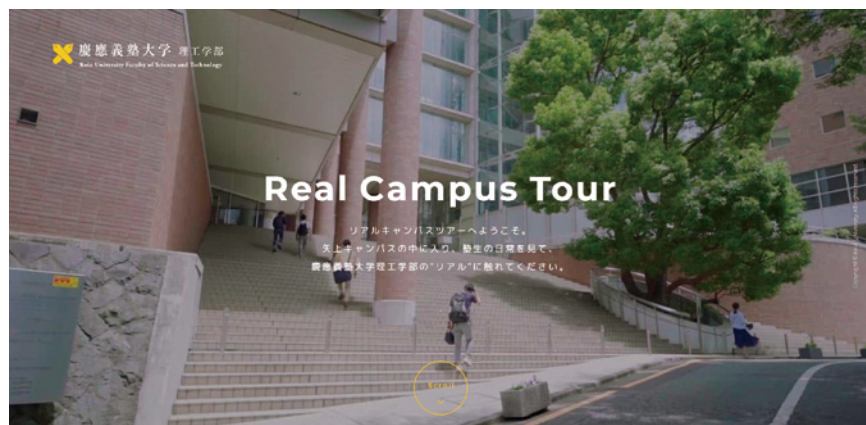 慶應義塾大学 理工学部
Keio University Faculty of Science and Technology
Real Campus Tour
リアルキャンパスツアーへようこそ。
矢上キャンパスの中に入り、塾生の日常を見て、
慶應義塾大学理工学部の“リアル”に触れてください。
Scroll